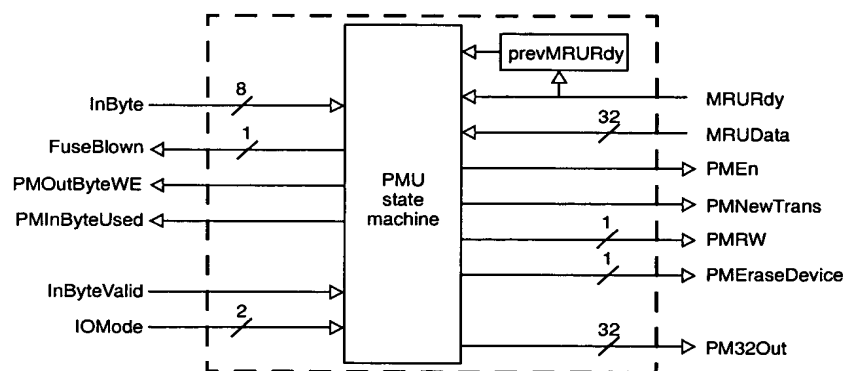 prevMRURdy
InByte
8
MRURdy
FuseBlown
1
32
MRUData
PMOutByteWE
PMU
state
machine
PMEn
PMInByteUsed
PMNewTrans
1
PMRW
1
PMEraseDevice
InByteValid
IOMode
2
32
PM32Out